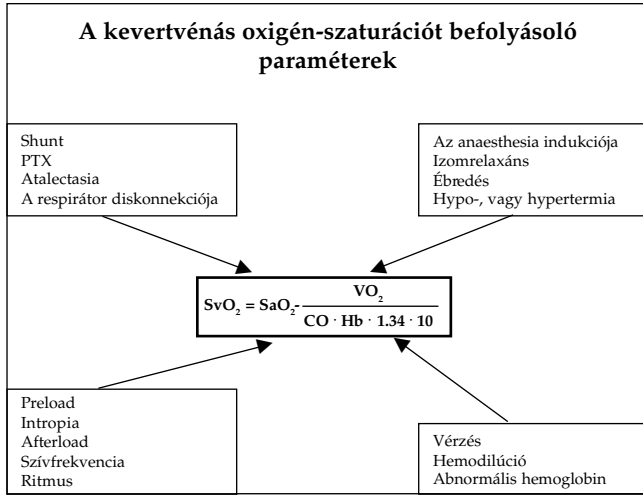 A kevertvénás oxigén-szaturációt befolyásoló
paraméterek
Shunt
PTX
Atalectasia
A respirátor diskonnekciója
Az anaesthesia indukciója
Izomrelaxáns
Ébredés
Hypo-, vagy hypertermia
SvO₂ = SaO₂- VO₂
CO · Hb · 1.34 · 10
Preload
Intropia
Afterload
Szívfrekvencia
Ritmus
Vérzés
Hemodilúció
Abnormális hemoglobin